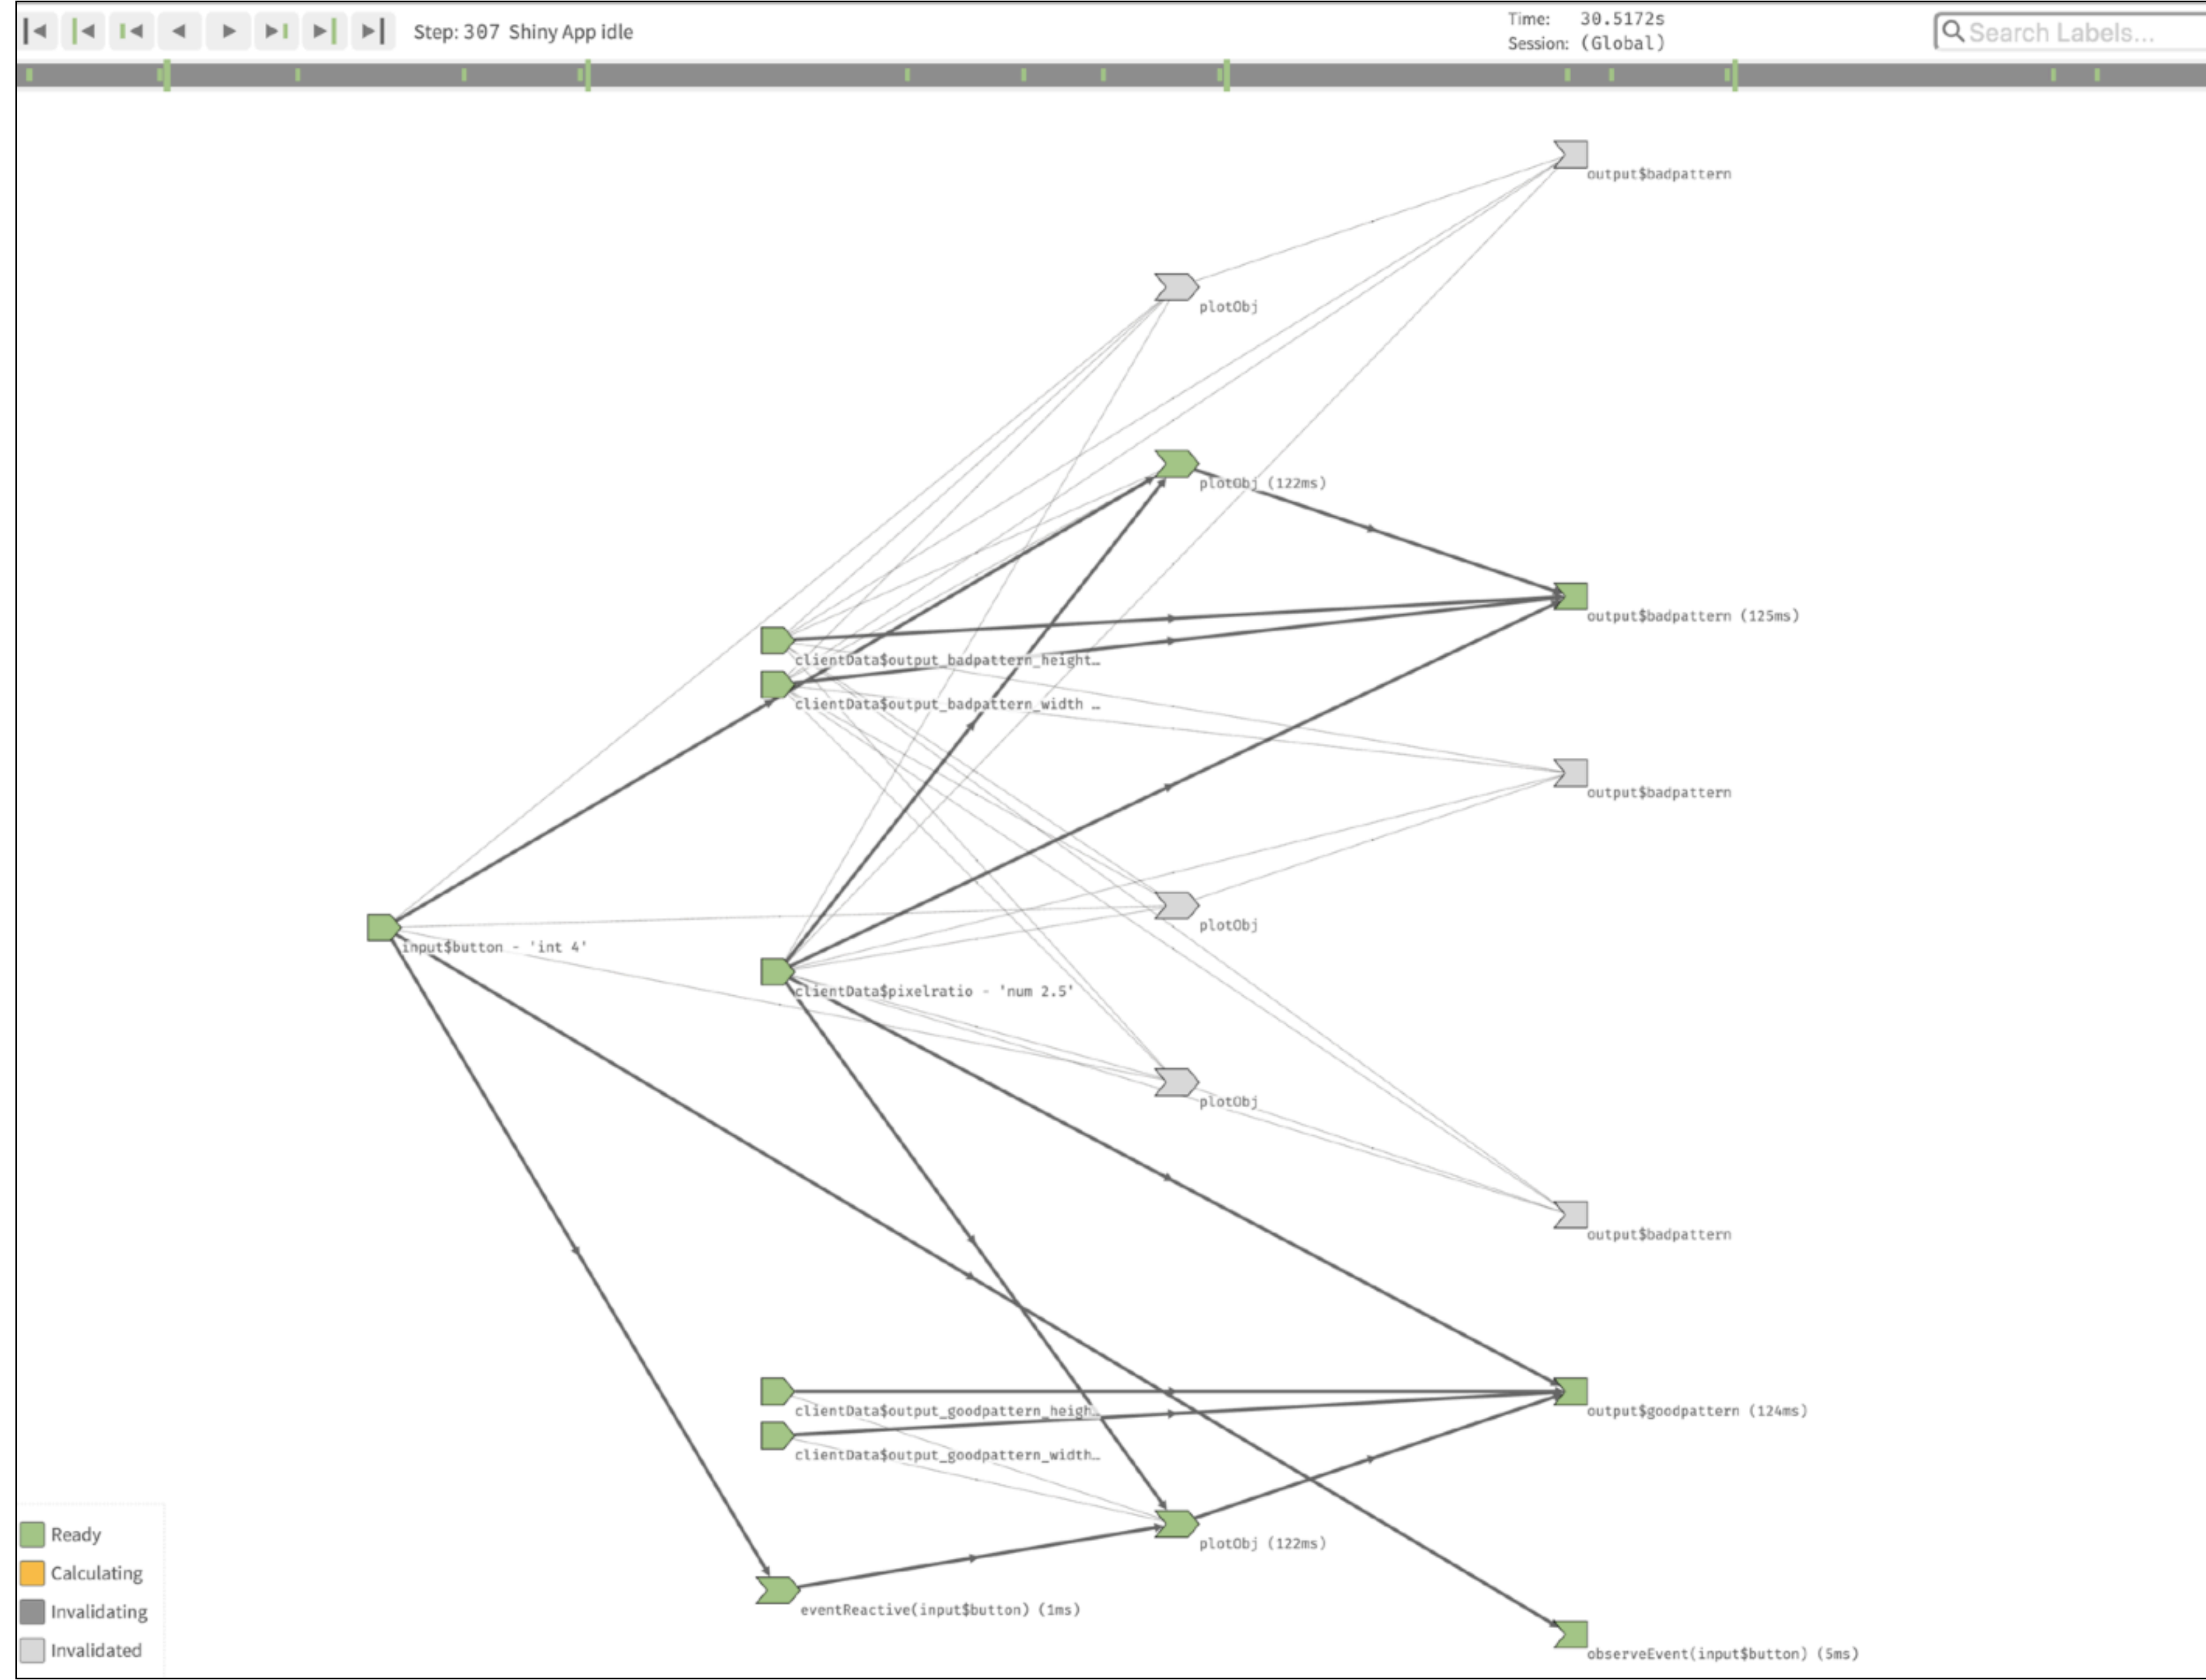 Step: 307 Shiny App idle
Time: 30.5172s
Session: (Global)
Search Labels...
output$badpattern
plotObj
plotObj (122ms)
output$badpattern (125ms)
clientData$output_badpattern_height…
clientData$output_badpattern_width …
output$badpattern
plotObj
input$button - 'int 4'
clientData$pixelratio - 'num 2.5'
plotObj
output$badpattern
clientData$output_goodpattern_heigh…
output$goodpattern (124ms)
clientData$output_goodpattern_width…
plotObj (122ms)
eventReactive(input$button) (1ms)
observeEvent(input$button) (5ms)
Ready
Calculating
Invalidating
Invalidated